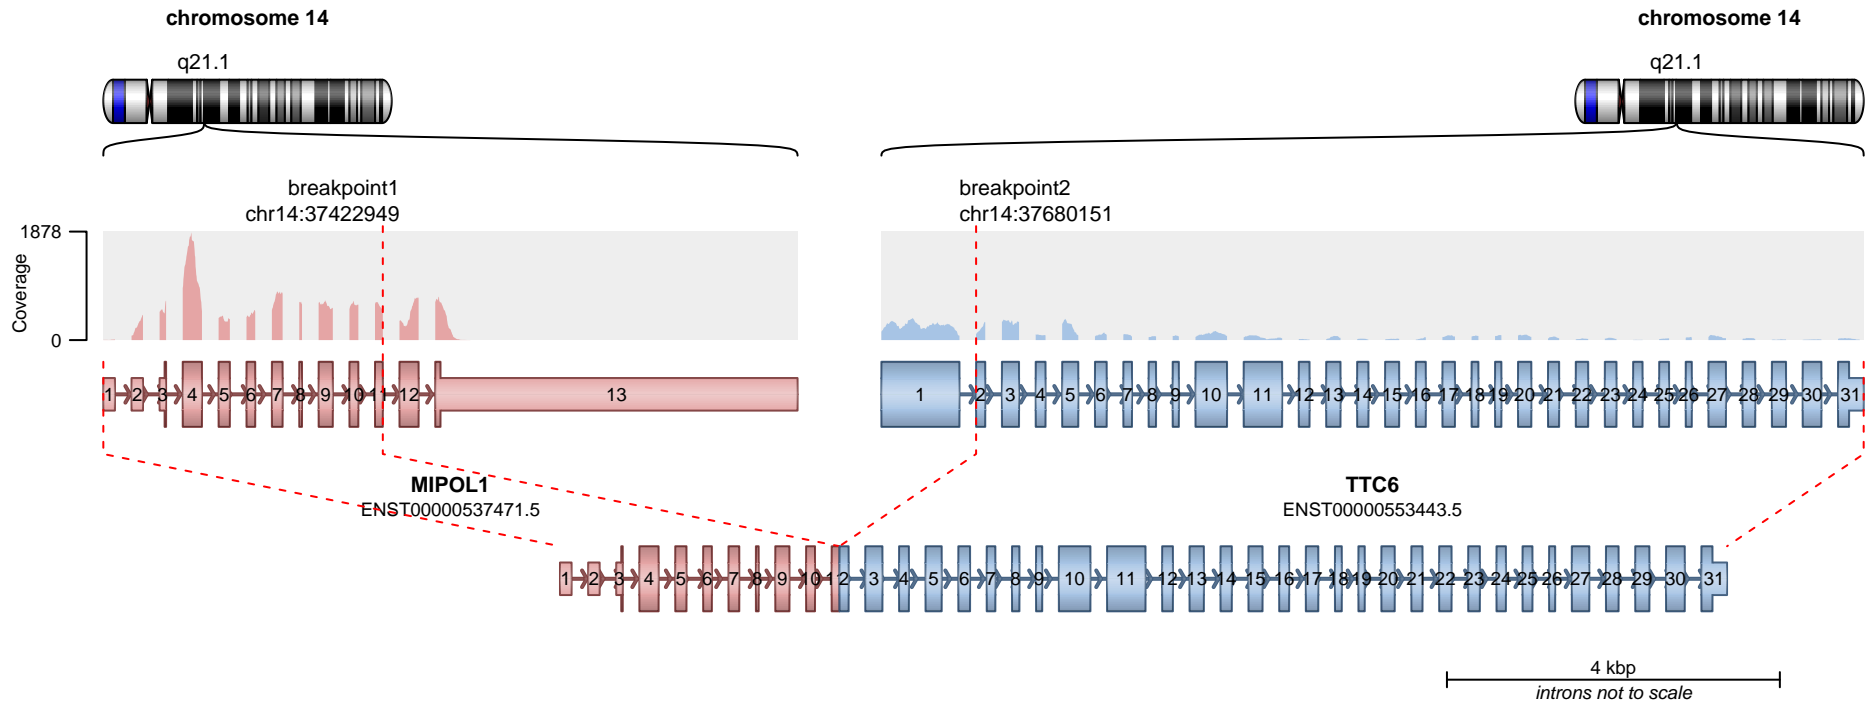 chromosome 14
chromosome 14
q21.1
q21.1
breakpoint1
chr14:37422949
breakpoint2
chr14:37680151
1878
Coverage
0
1 2 3 4 5 6 7 8 9 10 11 12 13
1 2 3 4 5 6 7 8 9 10 11 12 13 14 15 16 17 18 19 20 21 22 23 24 25 26 27 28 29 30 31
MIPOL1
ENST00000537471.5
TTC6
ENST00000553443.5
1 2 3 4 5 6 7 8 9 10 11 2 3 4 5 6 7 8 9 10 11 12 13 14 15 16 17 18 19 20 21 22 23 24 25 26 27 28 29 30 31
4 kbp
introns not to scale